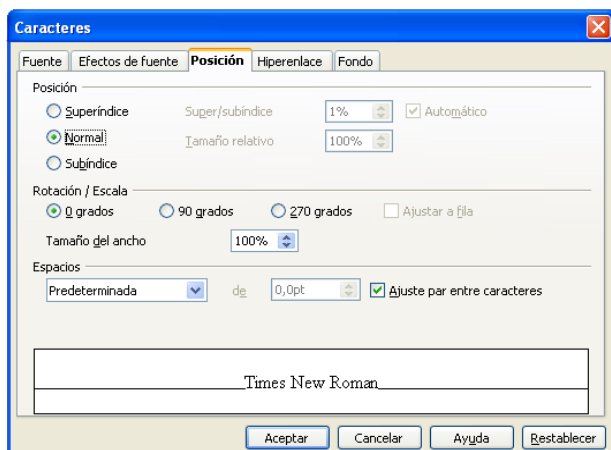 Caracteres
Fuente Efectos de fuente Posición Hiperenlace Fondo
Posición
Superíndice Super/subíndice 1% Automático
Normal Tamaño relativo 100%
Subíndice
Rotación / Escala
0 grados 90 grados 270 grados Ajustar a fila
Tamaño del ancho 100%
Espacios
Predeterminada de 0,0pt Ajuste par entre caracteres
Times New Roman
Aceptar Cancelar Ayuda Restablecer